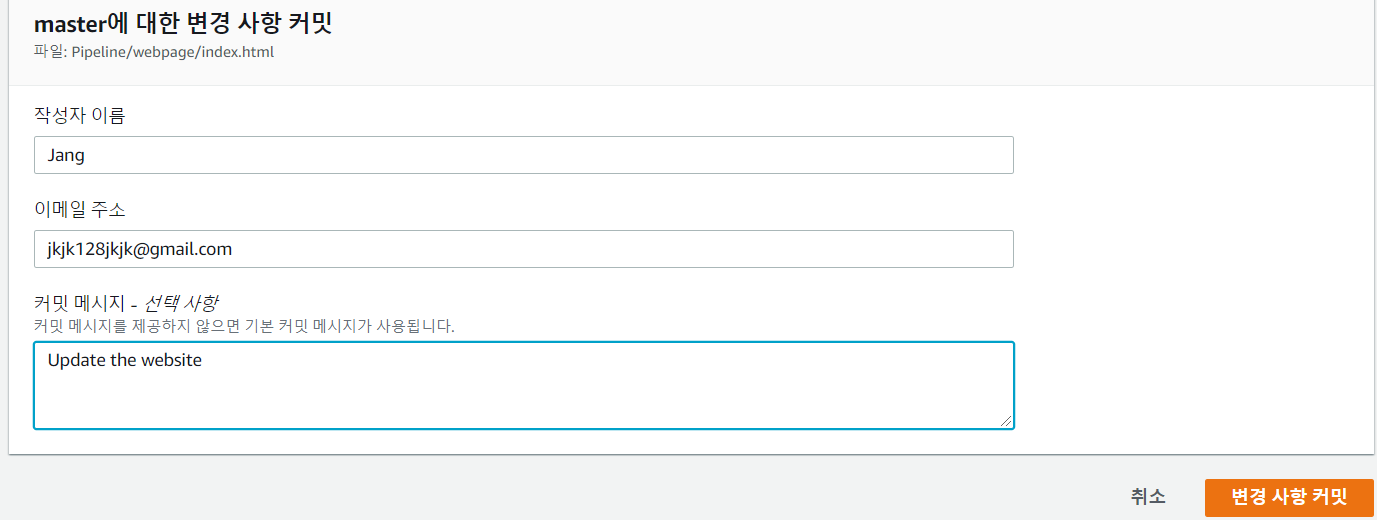 master에 대한 변경 사항 커밋
파일: Pipeline/webpage/index.html
작성자 이름
Jang
이메일 주소
jkjk128jkjk@gmail.com
커밋 메시지 - 선택 사항
커밋 메시지를 제공하지 않으면 기본 커밋 메시지가 사용됩니다.
Update the website
취소 변경 사항 커밋